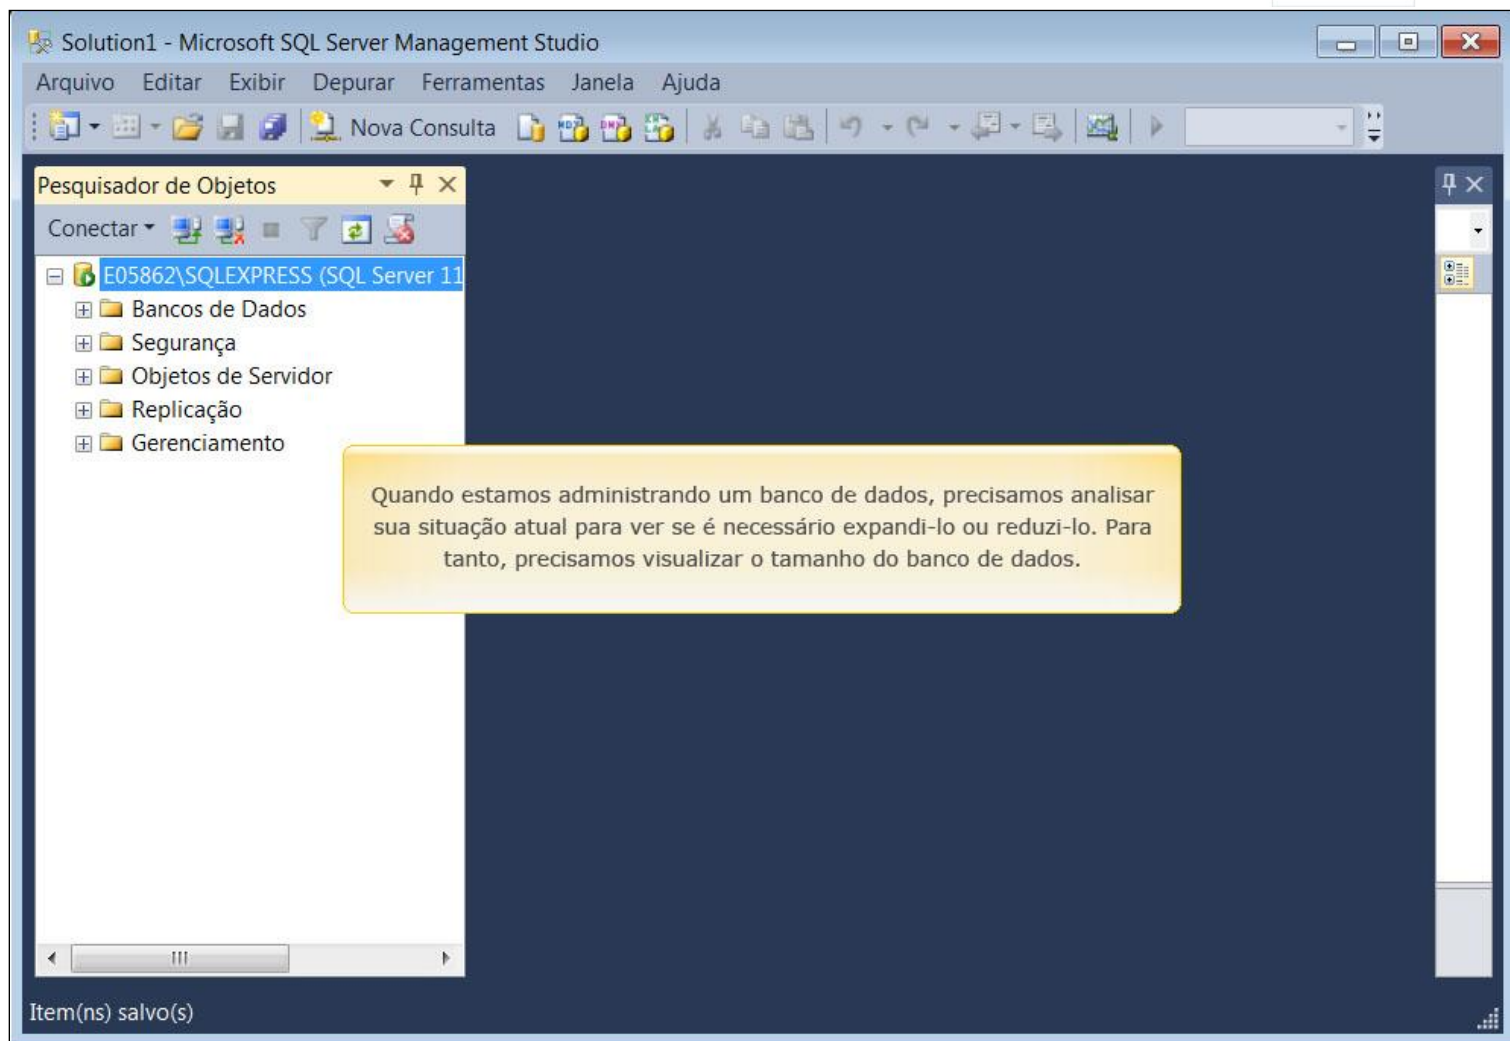 Solution1 - Microsoft SQL Server Management Studio
Arquivo Editar Exibir Depurar Ferramentas Janela Ajuda
Nova Consulta
Pesquisador de Objetos
Conectar
E05862\SQLEXPRESS (SQL Server 11
Bancos de Dados
Segurança
Objetos de Servidor
Replicação
Gerenciamento
Quando estamos administrando um banco de dados, precisamos analisar
sua situação atual para ver se é necessário expandi-lo ou reduzi-lo. Para
tanto, precisamos visualizar o tamanho do banco de dados.
Item(ns) salvo(s)